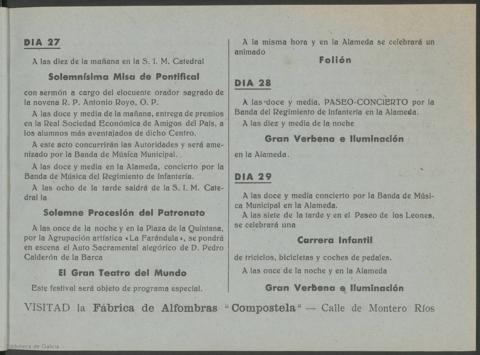 DIA 27
A las diez de la mañana en la S. I. M. Catedral
Solemnísima Misa de Pontifical
con sermón a cargo del elocuente orador sagrado de
la novena R. P. Antonio Royo, O. P.
A las doce y media de la mañana, entrega de premios
en la Real Sociedad Económica de Amigos del País, a
los alumnos más aventajados de dicho Centro.
A este acto concurrirán las Autoridades y será ame-
nizado por la Banda de Música Municipal.
A las doce y media en la Alameda, concierto por la
Banda de Música del Regimiento de Infantería.
A las ocho de la tarde saldrá de la S. I. M. Cate-
dral la
Solemne Procesión del Patronato
A las once de la noche y en la Plaza de la Quintana,
por la Agrupación artística «La Farándula», se pondrá
en escena el Auto Sacramental alegórico de D. Pedro
Calderón de la Barca
El Gran Teatro del Mundo
Este festival será objeto de programa especial.
A la misma hora y en la Alameda se celebrará un
animado
Folión
DIA 28
A las doce y media, PASEO-CONCIERTO por la
Banda del Regimiento de Infantería en la Alameda.
A las diez y media de la noche
Gran Verbena e Iluminación
en la Alameda.
DIA 29
A las doce y media concierto por la Banda de Músi-
ca Municipal en la Alameda.
A las siete de la tarde y en el Paseo de los Leones,
se celebrará una
Carrera Infantil
de triciclos, bicicletas y coches de pedales.
A las once de la noche y en la Alameda
Gran Verbena e Iluminación
VISITAD la Fábrica de Alfombras "Compostela" — Calle de Montero Ríos
Biblioteca de Galicia